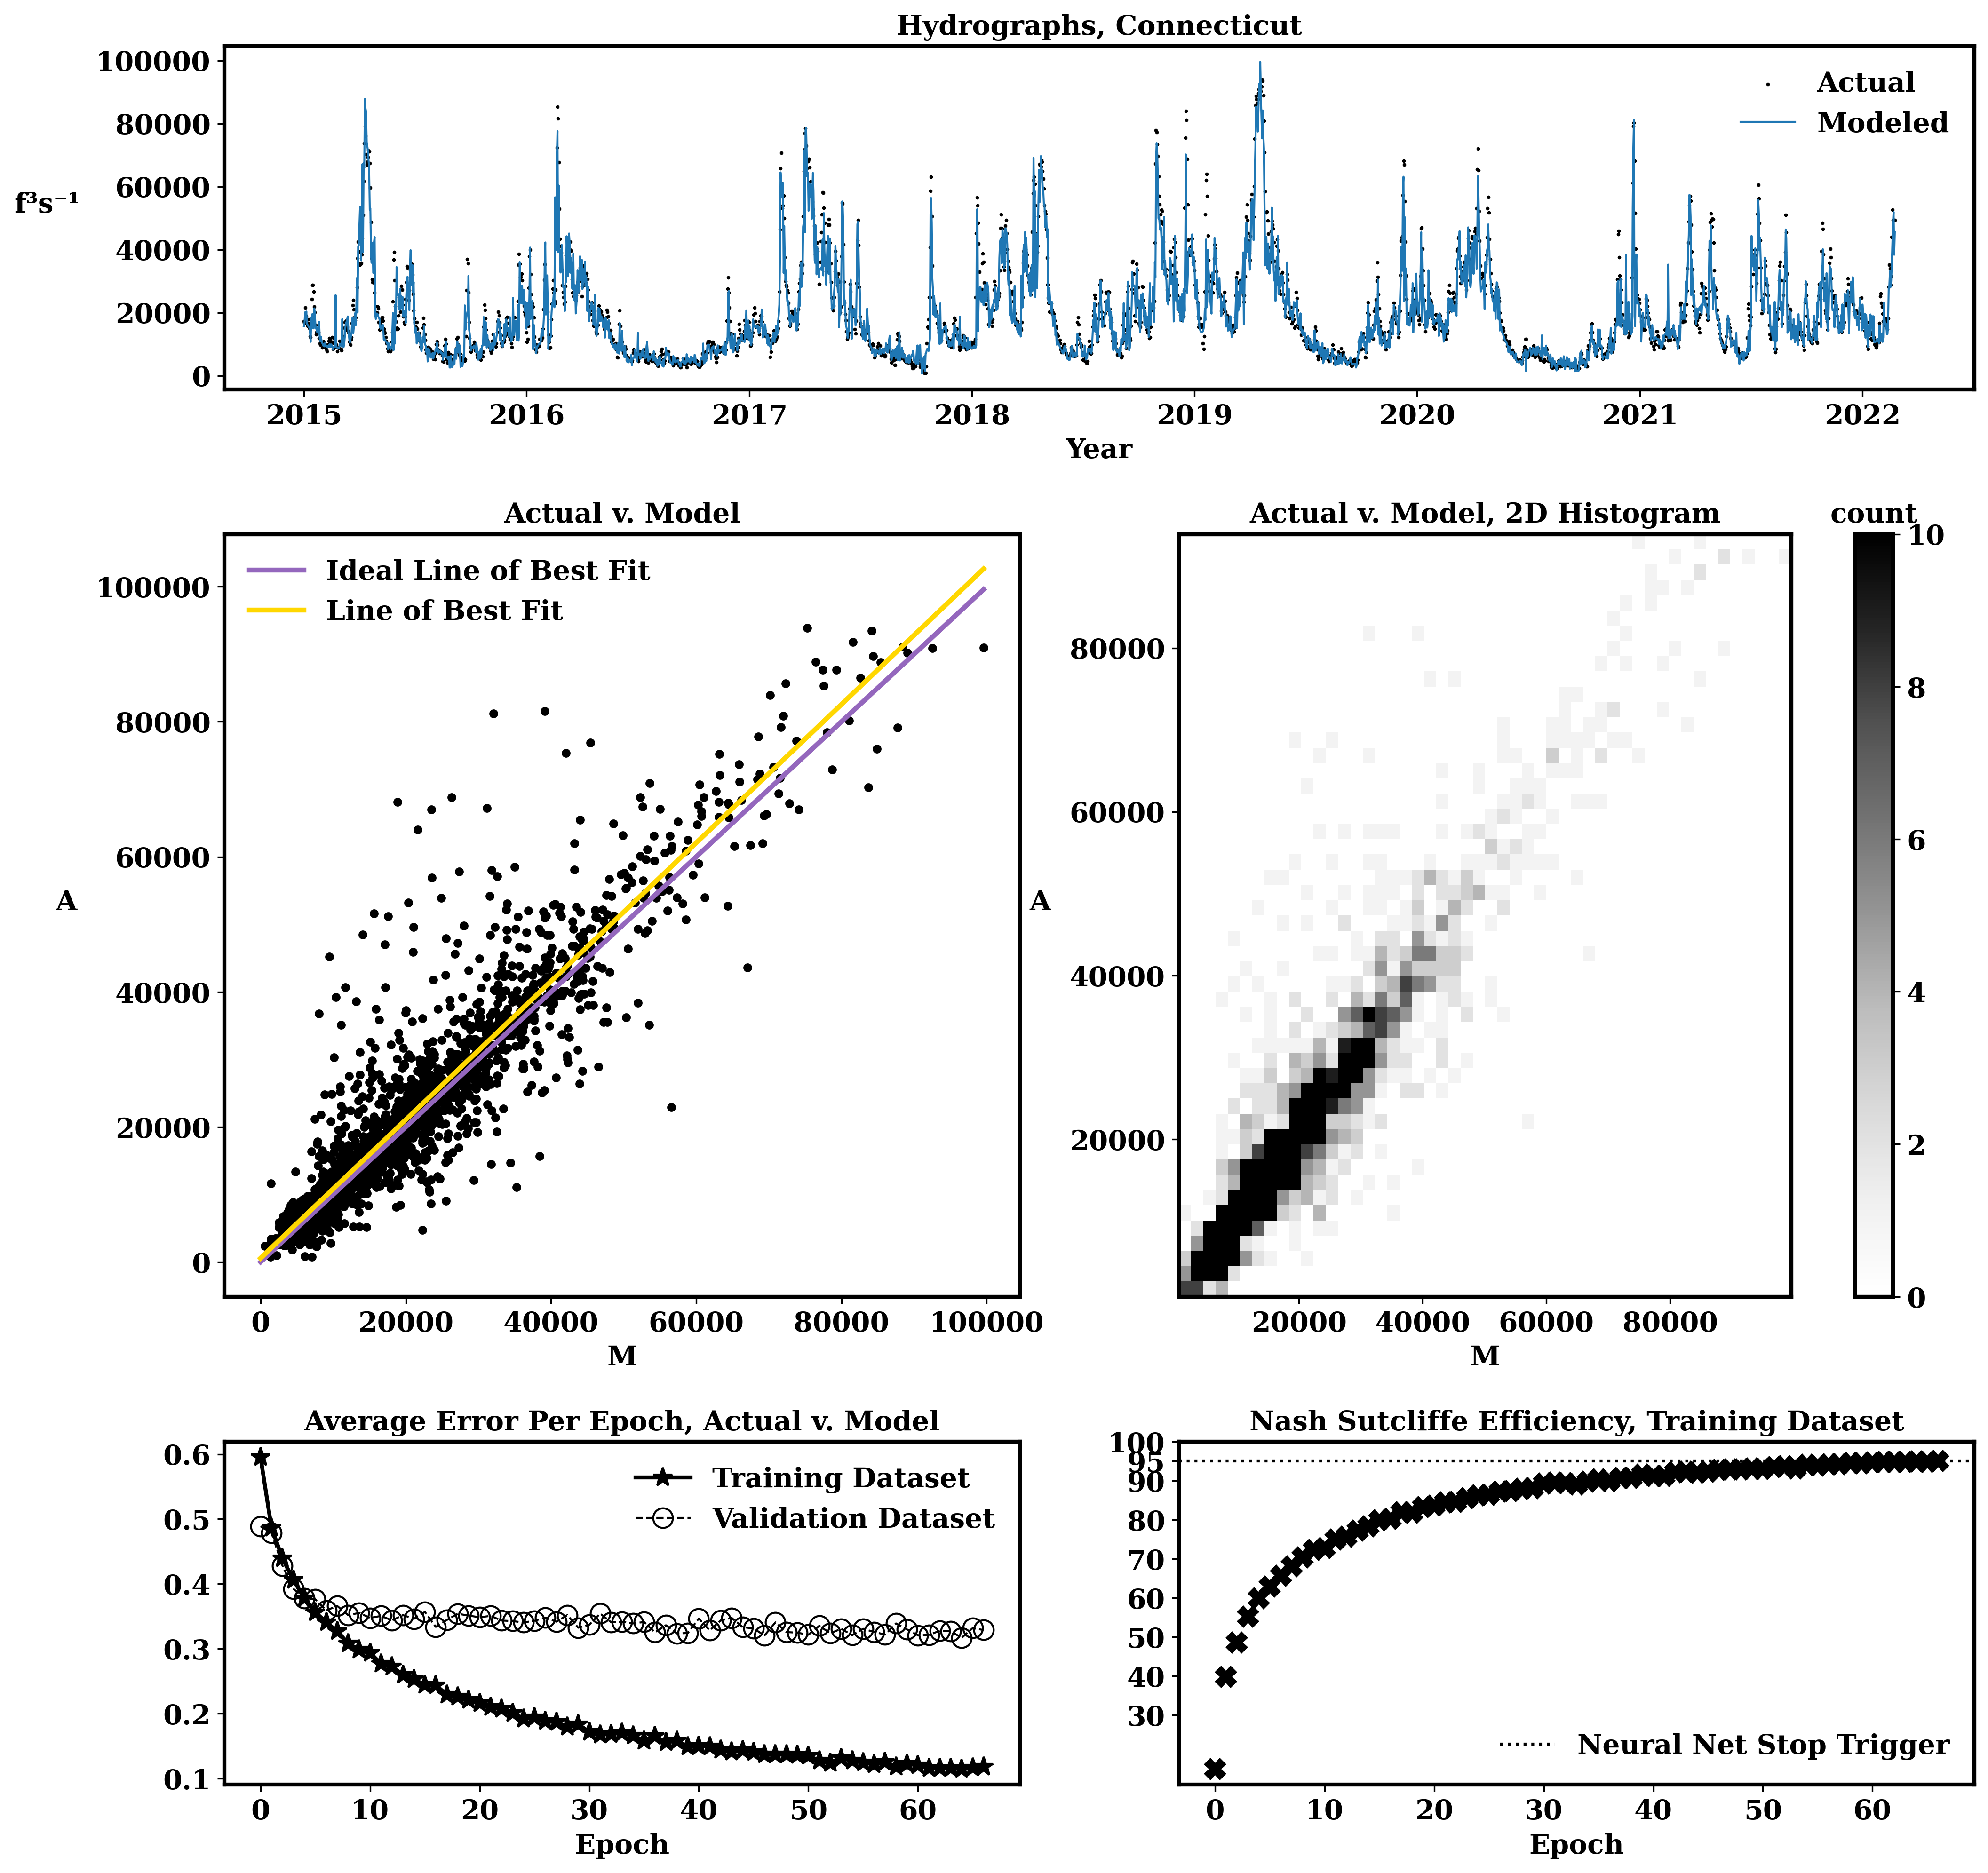 Hydrographs, Connecticut
100000
80000
60000
40000
20000
0
f³s⁻¹
Actual
Modeled
2015 2016 2017 2018 2019 2020 2021 2022
Year
Actual v. Model
100000
80000
60000
40000
20000
0
A
Ideal Line of Best Fit
Line of Best Fit
0 20000 40000 60000 80000 100000
M
Actual v. Model, 2D Histogram
80000
60000
40000
20000
A
20000 40000 60000 80000
M
count
10
8
6
4
2
0
Average Error Per Epoch, Actual v. Model
0.6
0.5
0.4
0.3
0.2
0.1
Training Dataset
Validation Dataset
0 10 20 30 40 50 60
Epoch
Nash Sutcliffe Efficiency, Training Dataset
100
95
90
80
70
60
50
40
30
Neural Net Stop Trigger
0 10 20 30 40 50 60
Epoch